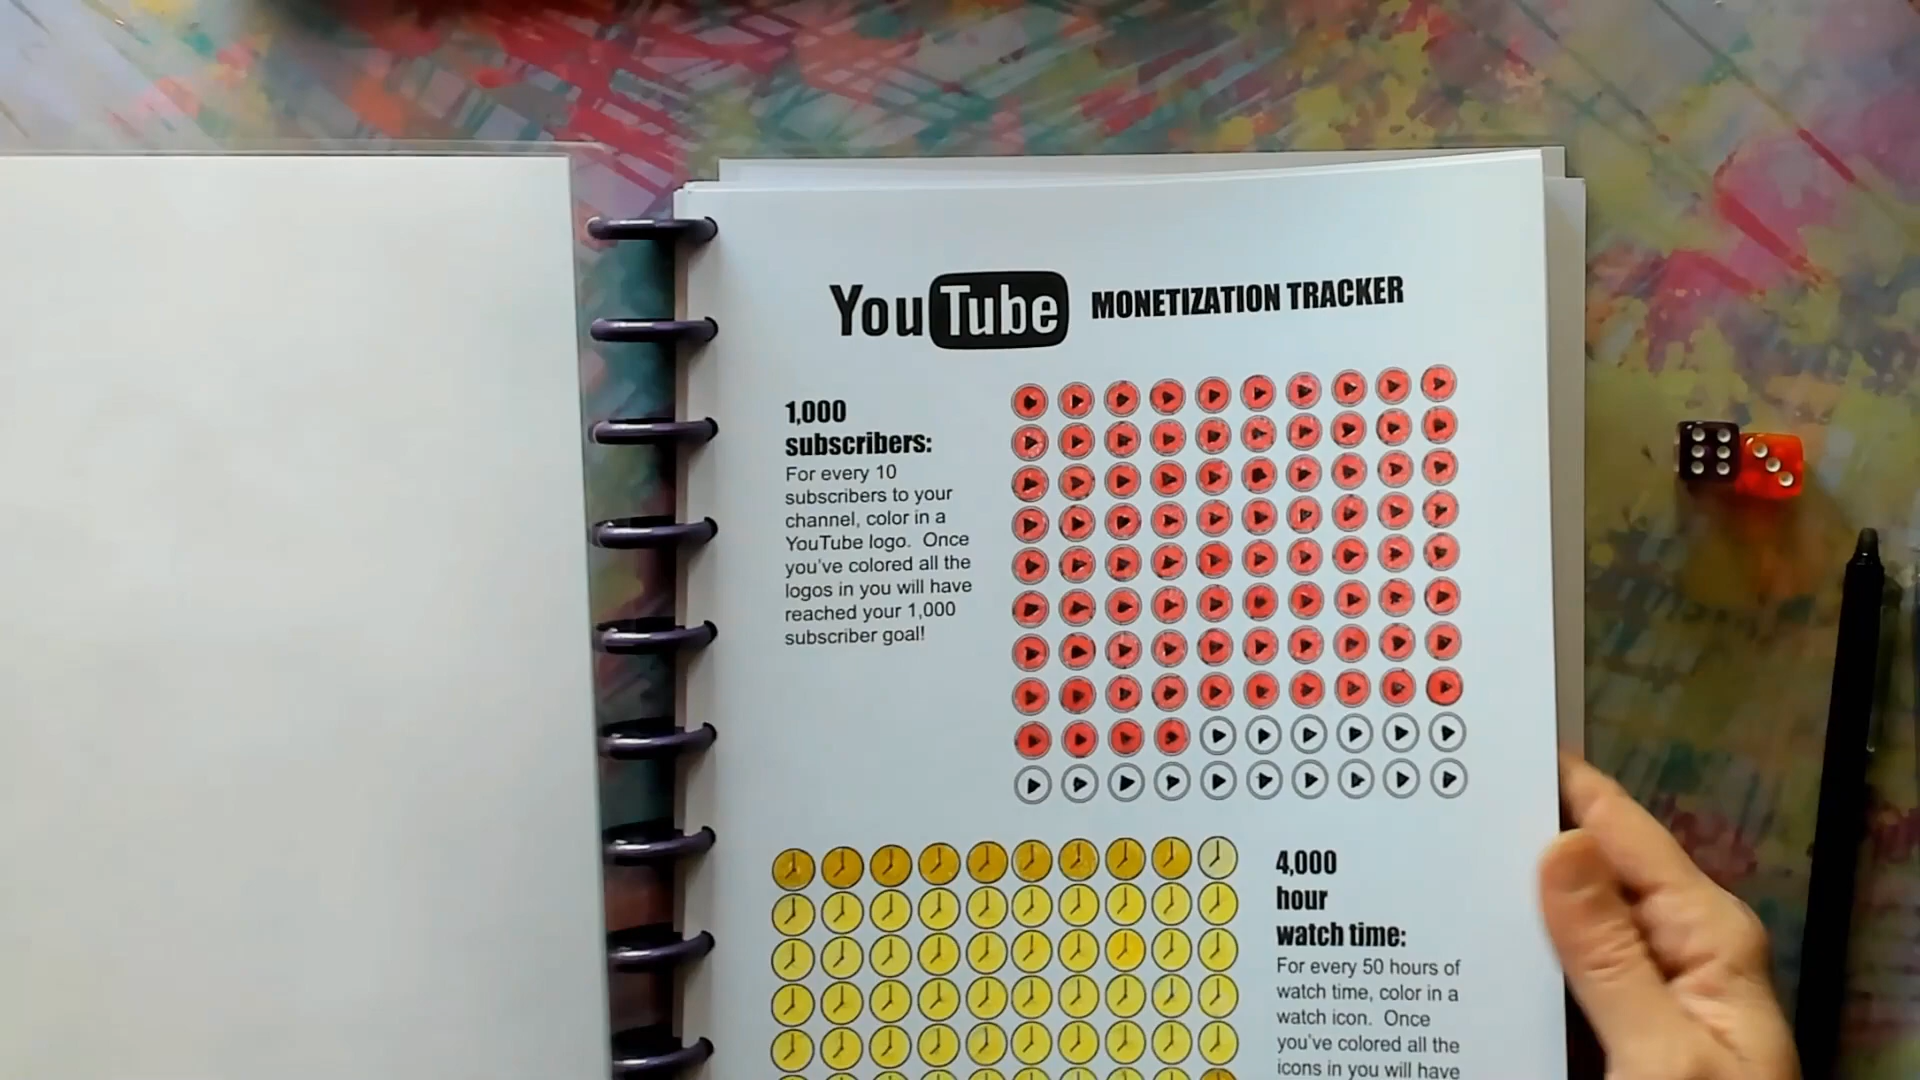 YouTube MONETIZATION TRACKER
1,000
subscribers:
For every 10
subscribers to your
channel, color in a
YouTube logo. Once
you've colored all the
logos in you will have
reached your 1,000
subscriber goal!
4,000
hour
watch time:
For every 50 hours of
watch time, color in a
watch icon. Once
you've colored all the
icons in you will have